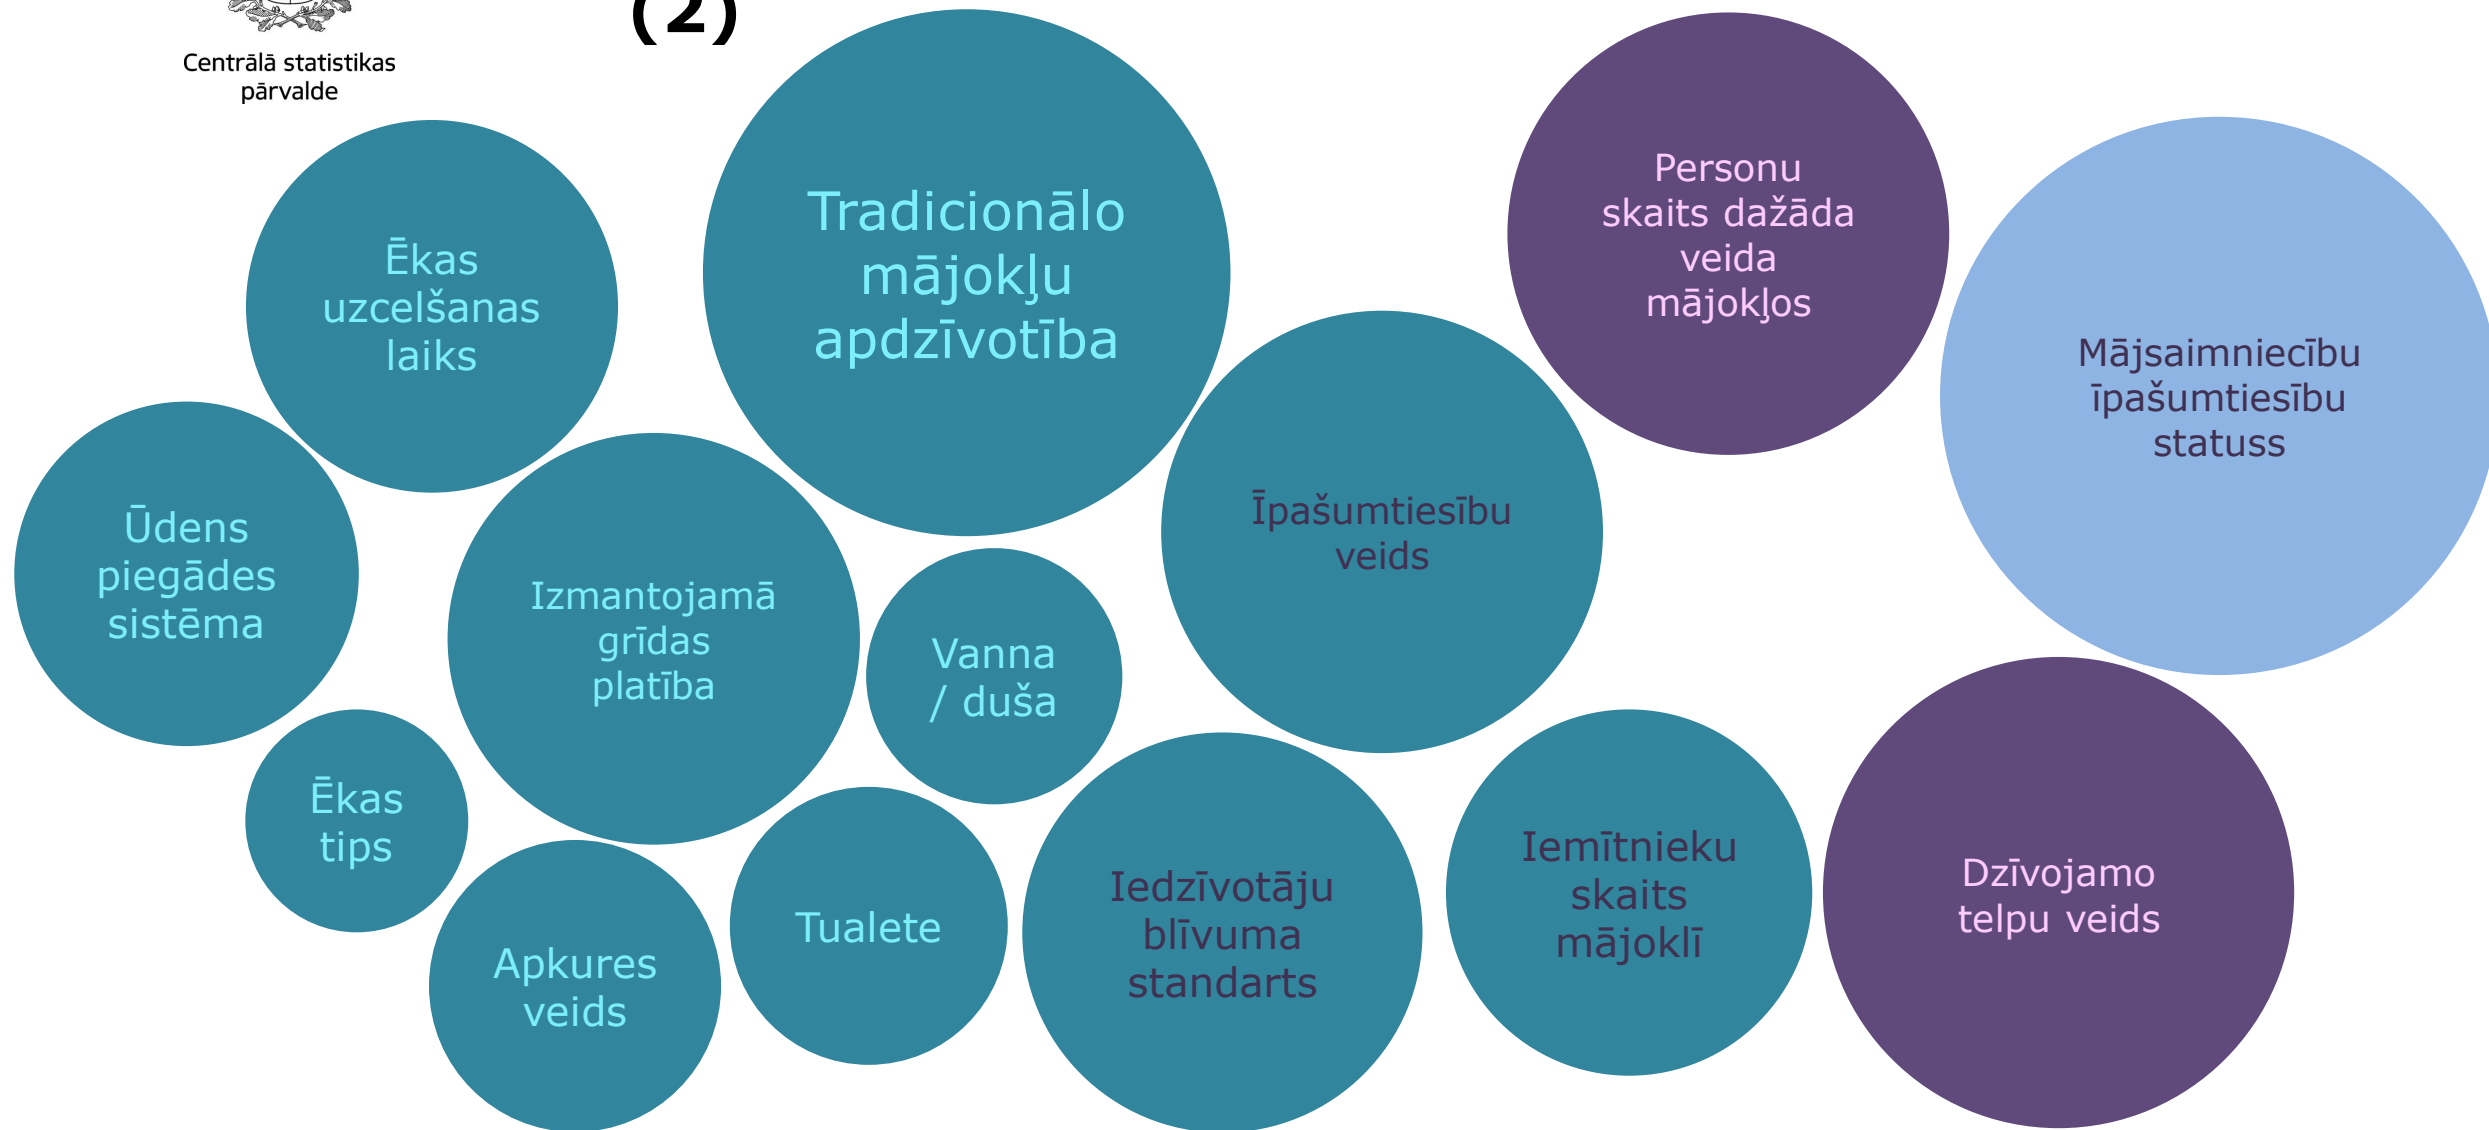 (2)
Centrālā statistikas
pārvalde
Tradicionālo
mājokļu
apdzīvotība
Personu
skaits dažāda
veida
mājokļos
Ēkas
uzcelšanas
laiks
Mājsaimniecību
īpašumtiesību
statuss
Īpašumtiesību
veids
Ūdens
piegādes
sistēma
Izmantojamā
grīdas
platība
Vanna
/ duša
Ēkas
tips
Iemītnieku
skaits
mājoklī
Dzīvojamo
telpu veids
Iedzīvotāju
blīvuma
standarts
Tualete
Apkures
veids